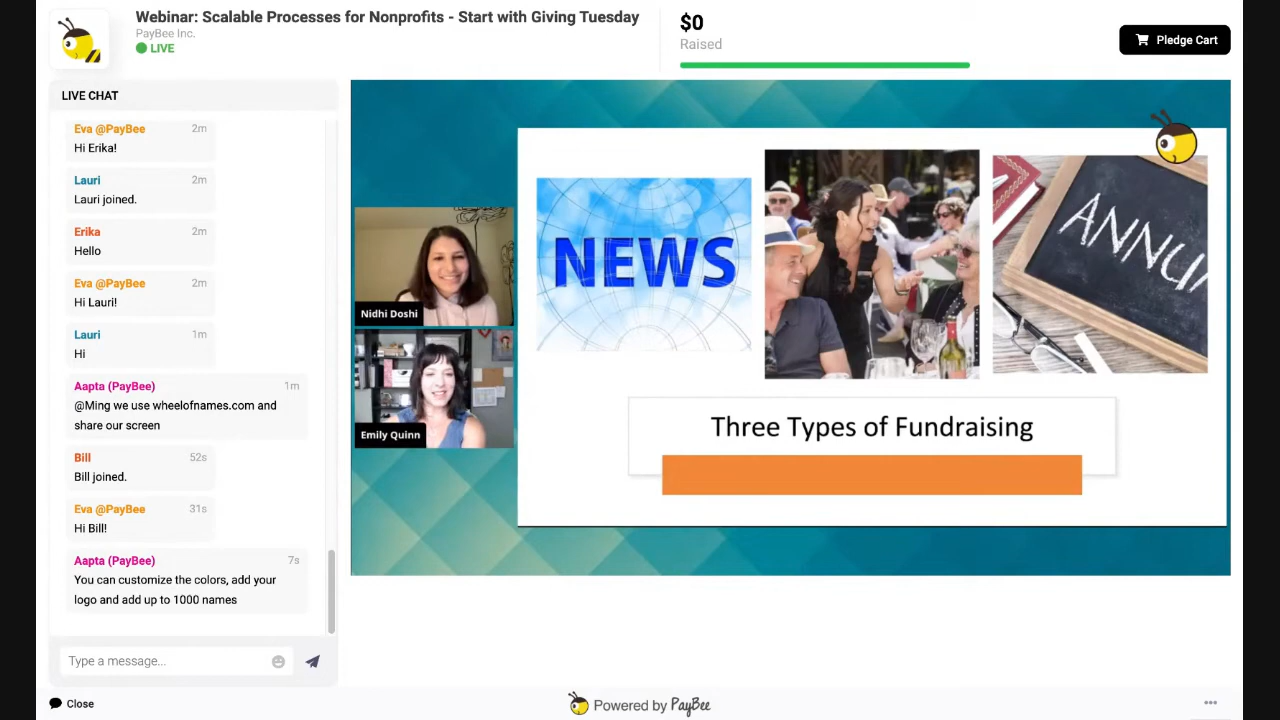 Webinar: Scalable Processes for Nonprofits - Start with Giving Tuesday
PayBee Inc.
LIVE
$0
Raised
Pledge Cart
LIVE CHAT
Eva @PayBee 2m
Hi Erika!
Lauri 2m
Lauri joined.
Erika 2m
Hello
Eva @PayBee 2m
Hi Lauri!
Lauri 1m
Hi
Aapta (PayBee) 1m
@Ming we use wheelofnames.com and
share our screen
Bill 52s
Bill joined.
Eva @PayBee 31s
Hi Bill!
Aapta (PayBee) 7s
You can customize the colors, add your
logo and add up to 1000 names
Type a message...
Close
Nidhi Doshi
Emily Quinn
NEWS
ANNU
Three Types of Fundraising
Powered by PayBee